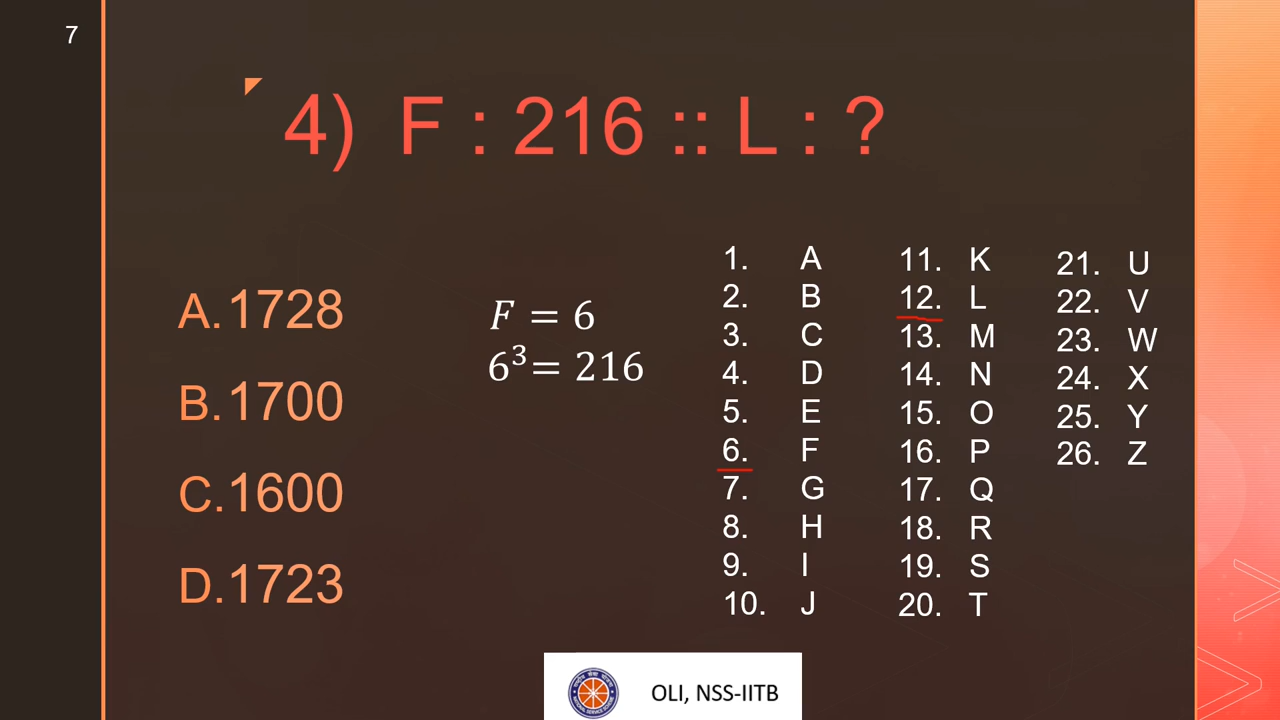 7
4) F : 216 :: L : ?
A.1728
B.1700
C.1600
D.1723
F = 6
6³= 216
1. A
2. B
3. C
4. D
5. E
6. F
7. G
8. H
9. I
10. J
11. K
12. L
13. M
14. N
15. O
16. P
17. Q
18. R
19. S
20. T
21. U
22. V
23. W
24. X
25. Y
26. Z
OLI, NSS-IITB